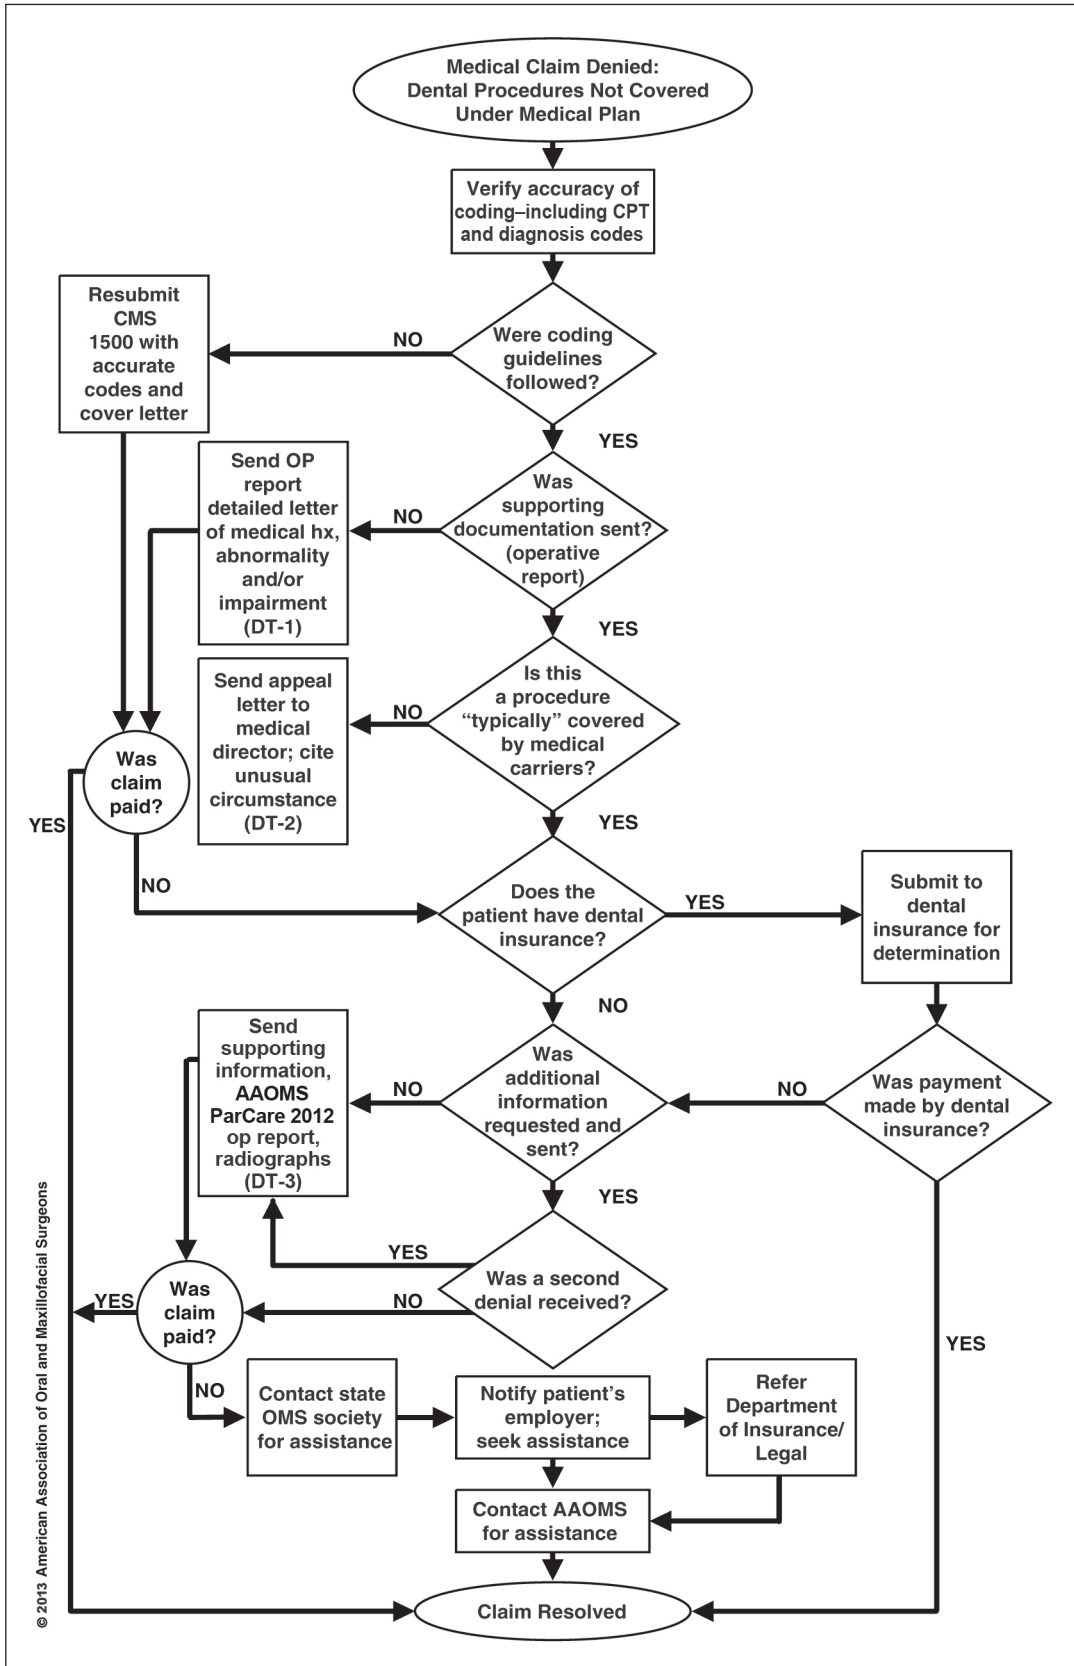 Medical Claim Denied:
Dental Procedures Not Covered
Under Medical Plan
Verify accuracy of
coding–including CPT
and diagnosis codes
Were coding
guidelines
followed?
NO
Resubmit
CMS
1500 with
accurate
codes and
cover letter
YES
Was
supporting
documentation sent?
(operative
report)
NO
Send OP
report
detailed letter
of medical hx,
abnormality
and/or
impairment
(DT-1)
YES
Is this
a procedure
“typically” covered
by medical
carriers?
NO
Send appeal
letter to
medical
director; cite
unusual
circumstance
(DT-2)
Was
claim
paid?
YES
NO
YES
Does the
patient have dental
insurance?
YES
Submit to
dental
insurance for
determination
NO
Was
additional
information
requested and
sent?
NO
Send
supporting
information,
AAOMS
ParCare 2012
op report,
radiographs
(DT-3)
NO
Was payment
made by dental
insurance?
YES
YES
Was a second
denial received?
YES
NO
Was
claim
paid?
YES
NO
Contact state
OMS society
for assistance
Notify patient’s
employer;
seek assistance
Refer
Department
of Insurance/
Legal
Contact AAOMS
for assistance
Claim Resolved
© 2013 American Association of Oral and Maxillofacial Surgeons